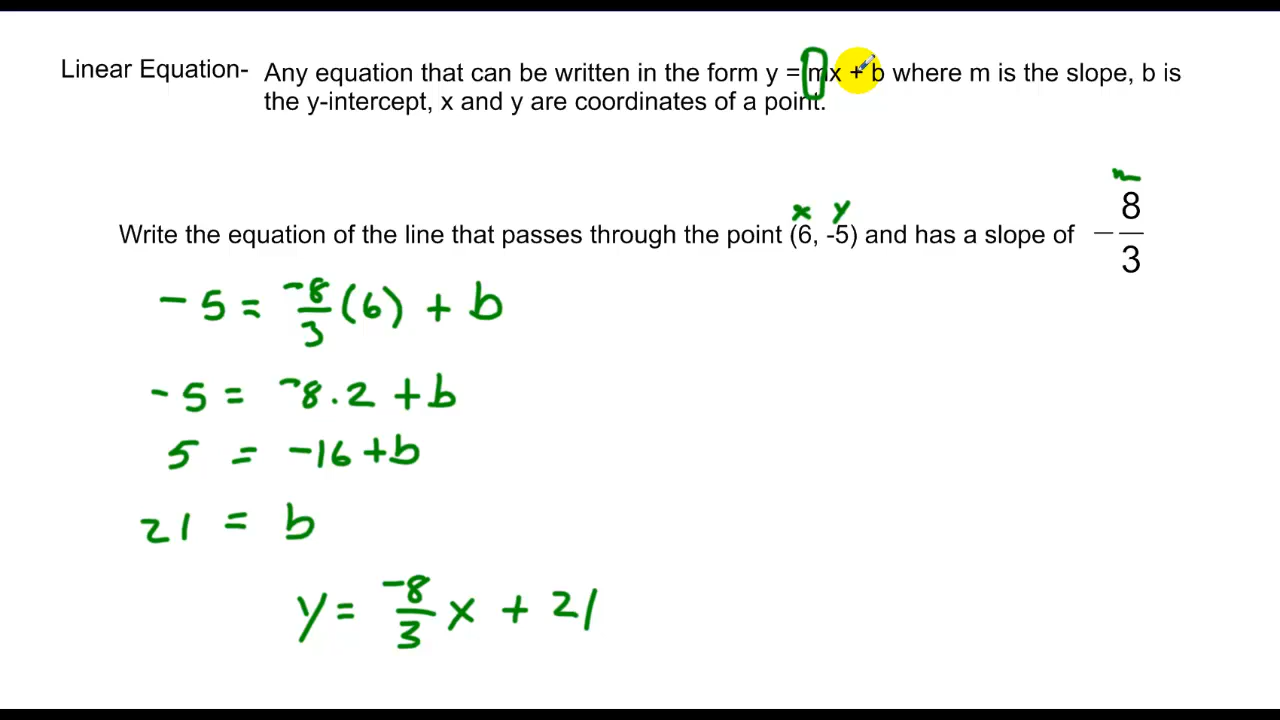 Linear Equation- Any equation that can be written in the form y = mx + b where m is the slope, b is
the y-intercept, x and y are coordinates of a point.
m
x y
Write the equation of the line that passes through the point (6, -5) and has a slope of −8/3
-5 = -8/3 (6) + b
-5 = -8.2 + b
5 = -16 + b
21 = b
y = -8/3 x + 21